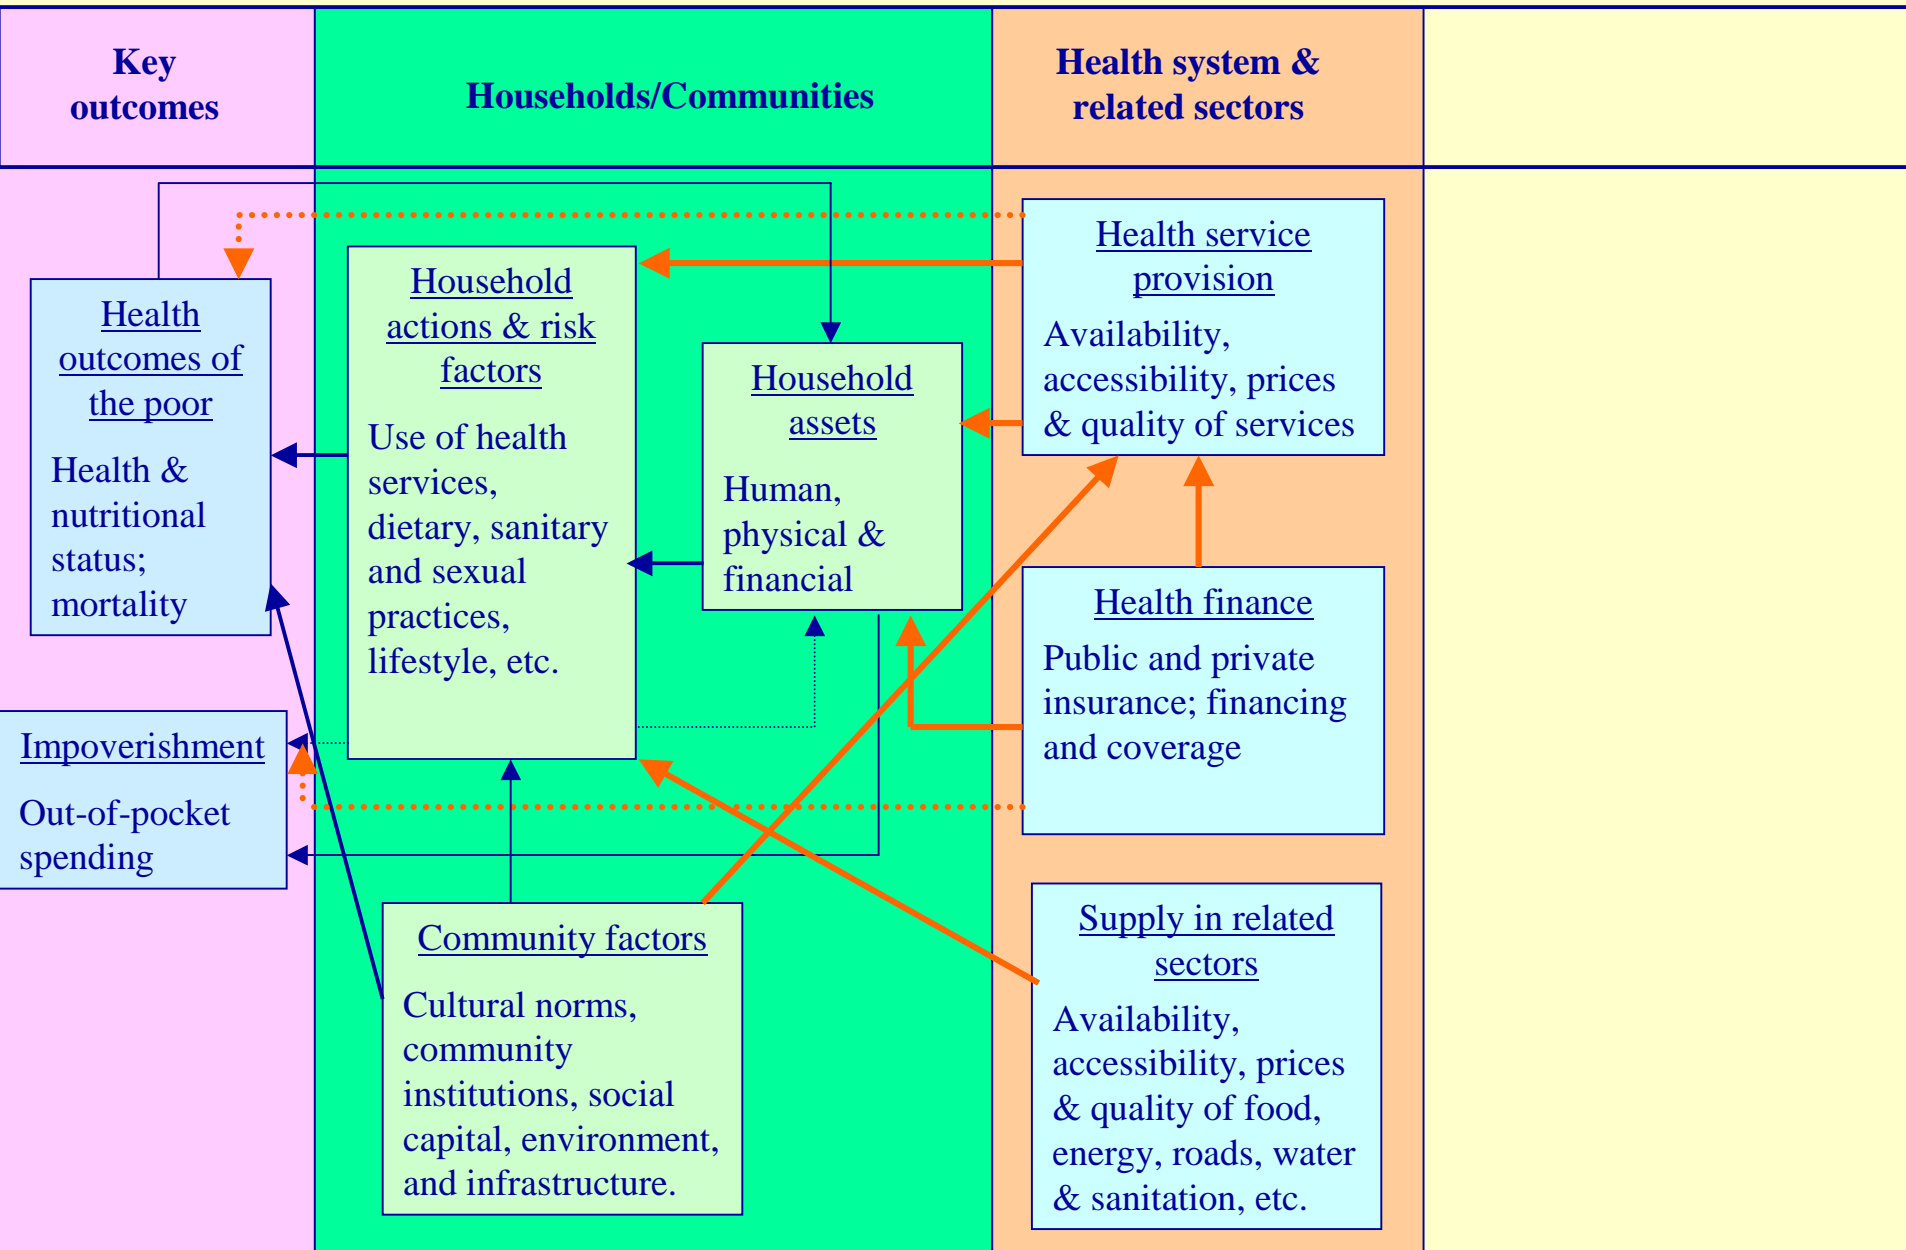 Key
outcomes
Households/Communities
Health system &
related sectors
Health
outcomes of
the poor
Health &
nutritional
status;
mortality
Impoverishment
Out-of-pocket
spending
Household
actions & risk
factors
Use of health
services,
dietary, sanitary
and sexual
practices,
lifestyle, etc.
Household
assets
Human,
physical &
financial
Community factors
Cultural norms,
community
institutions, social
capital, environment,
and infrastructure.
Health service
provision
Availability,
accessibility, prices
& quality of services
Health finance
Public and private
insurance; financing
and coverage
Supply in related
sectors
Availability,
accessibility, prices
& quality of food,
energy, roads, water
& sanitation, etc.